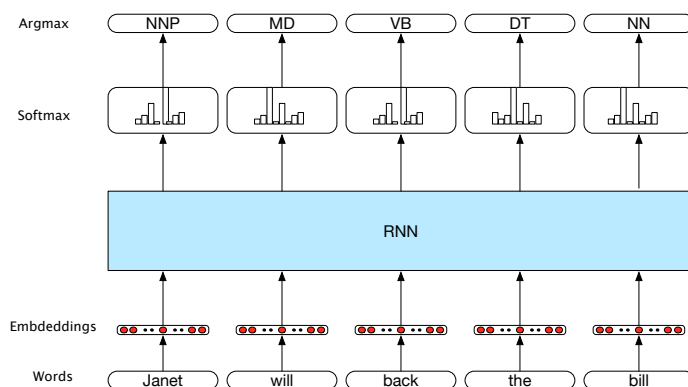 Argmax NNP MD VB DT NN
Softmax
RNN
Embdeddings
Words Janet will back the bill